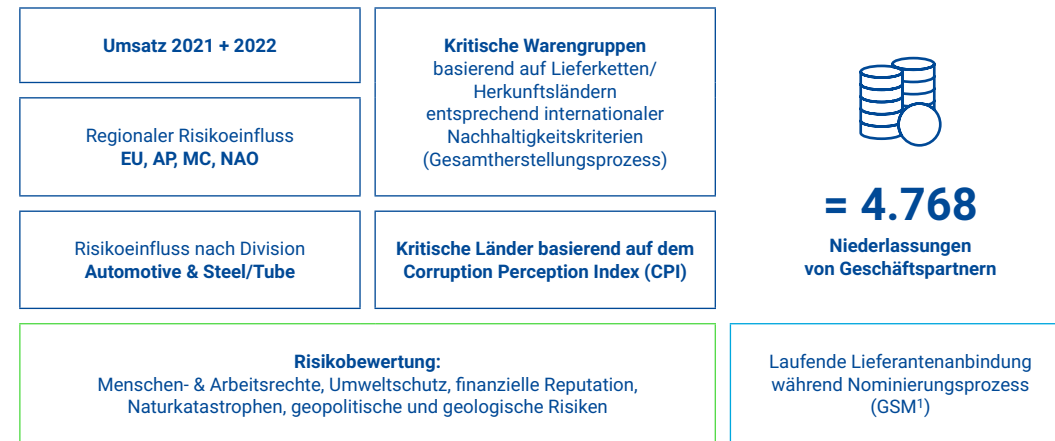 Umsatz 2021 + 2022
Regionaler Risikoeinfluss
EU, AP, MC, NAO
Risikoeinfluss nach Division
Automotive & Steel/Tube
Kritische Warengruppen
basierend auf Lieferketten/
Herkunftsländern
entsprechend internationaler
Nachhaltigkeitskriterien
(Gesamtherstellungsprozess)
Kritische Länder basierend auf dem
Corruption Perception Index (CPI)
= 4.768
Niederlassungen
von Geschäftspartnern
Risikobewertung:
Menschen- & Arbeitsrechte, Umweltschutz, finanzielle Reputation,
Naturkatastrophen, geopolitische und geologische Risiken
Laufende Lieferantenanbindung
während Nominierungsprozess
(GSM¹)